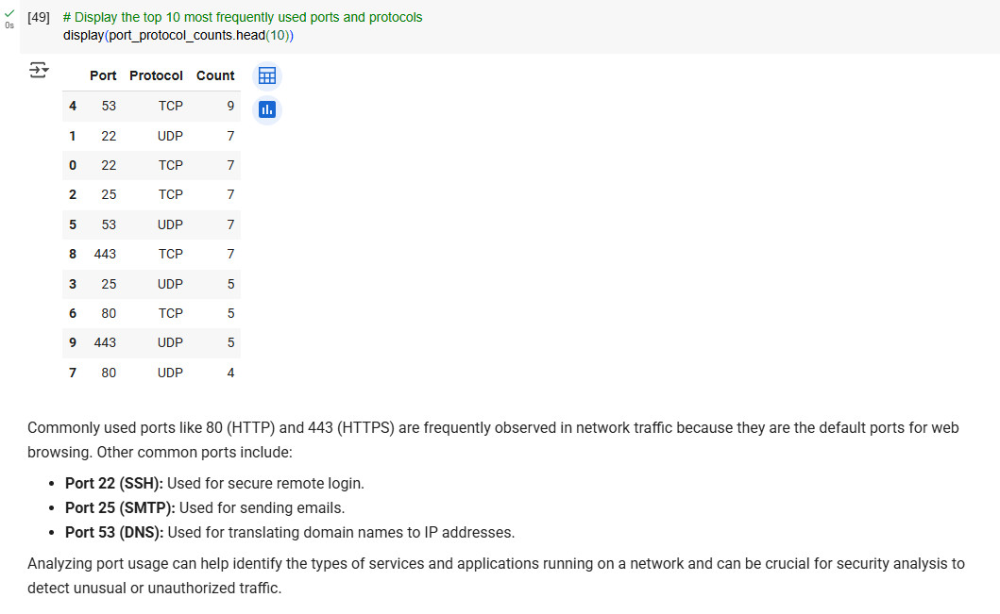 [49] # Display the top 10 most frequently used ports and protocols
0s display(port_protocol_counts.head(10))
Port Protocol Count
4 53 TCP 9
1 22 UDP 7
0 22 TCP 7
2 25 TCP 7
5 53 UDP 7
8 443 TCP 7
3 25 UDP 5
6 80 TCP 5
9 443 UDP 5
7 80 UDP 4
Commonly used ports like 80 (HTTP) and 443 (HTTPS) are frequently observed in network traffic because they are the default ports for web
browsing. Other common ports include:
• Port 22 (SSH): Used for secure remote login.
• Port 25 (SMTP): Used for sending emails.
• Port 53 (DNS): Used for translating domain names to IP addresses.
Analyzing port usage can help identify the types of services and applications running on a network and can be crucial for security analysis to
detect unusual or unauthorized traffic.